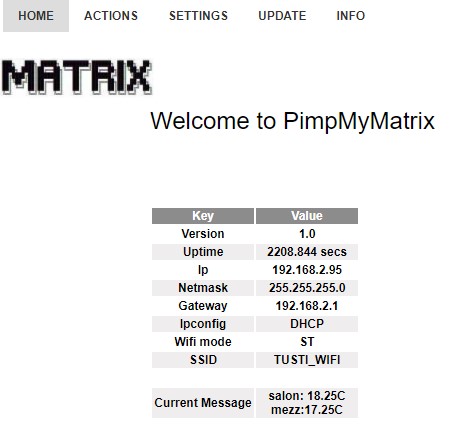 HOME ACTIONS SETTINGS UPDATE INFO
MATRIX
Welcome to PimpMyMatrix
Key Value
Version 1.0
Uptime 2208.844 secs
Ip 192.168.2.95
Netmask 255.255.255.0
Gateway 192.168.2.1
Ipconfig DHCP
Wifi mode ST
SSID TUSTI_WIFI
Current Message salon: 18.25C
mezz:17.25C